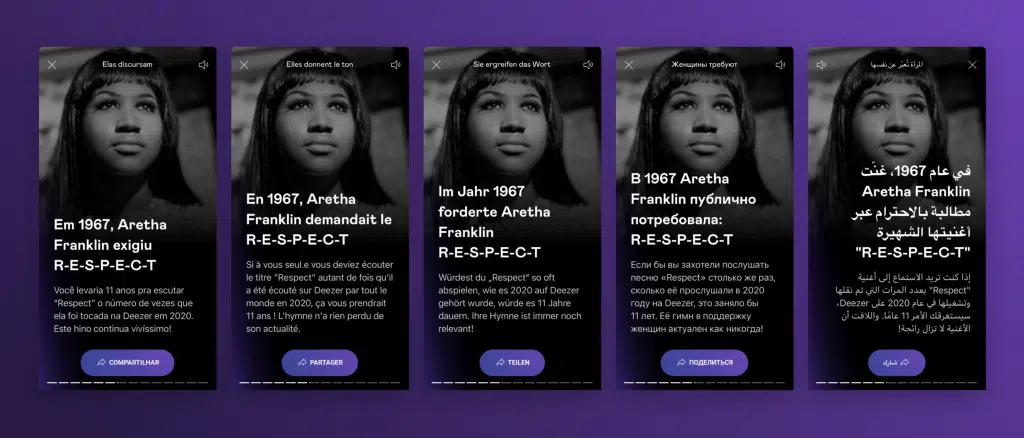 Elas discursam
Em 1967, Aretha
Franklin exigiu
R-E-S-P-E-C-T
Você levaria 11 anos pra escutar
"Respect" o número de vezes que
ela foi tocada na Deezer em 2020.
Este hino continua vivíssimo!
COMPARTILHAR
Elles donnent le ton
En 1967, Aretha
Franklin demandait le
R-E-S-P-E-C-T
Si à vous seul.e vous deviez écouter
le titre "Respect" autant de fois qu'il
a été écouté sur Deezer par tout le
monde en 2020, ça vous prendrait
11 ans ! L'hymne n'a rien perdu de
son actualité.
PARTAGER
Sie ergreifen das Wort
Im Jahr 1967
forderte Aretha
Franklin
R-E-S-P-E-C-T
Würdest du „Respect" so oft
abspielen, wie es 2020 auf Deezer
gehört wurde, würde es 11 Jahre
dauern. Ihre Hymne ist immer noch
relevant!
TEILEN
Женщины требуют
В 1967 Aretha
Franklin публично
потребовала:
R-E-S-P-E-C-T
Если бы вы захотели послушать
песню «Respect» столько же раз,
сколько её прослушали в 2020
году на Deezer, это заняло бы
11 лет. Её гимн в поддержку
женщин актуален как никогда!
ПОДЕЛИТЬСЯ
المرأة تُعبّر عن نفسها
في عام 1967، غنّت
Aretha Franklin
مطالبة بالاحترام عبر
أغنيتها الشهيرة
"R-E-S-P-E-C-T"
إذا كنت تريد الاستماع إلى أغنية
"Respect" بعدد المرات التي تم نقلها
وتشغيلها في عام 2020 على Deezer،
سيستغرقك الأمر 11 عامًا. واللافت أن
الأغنية لا تزال رائجة!
شارك